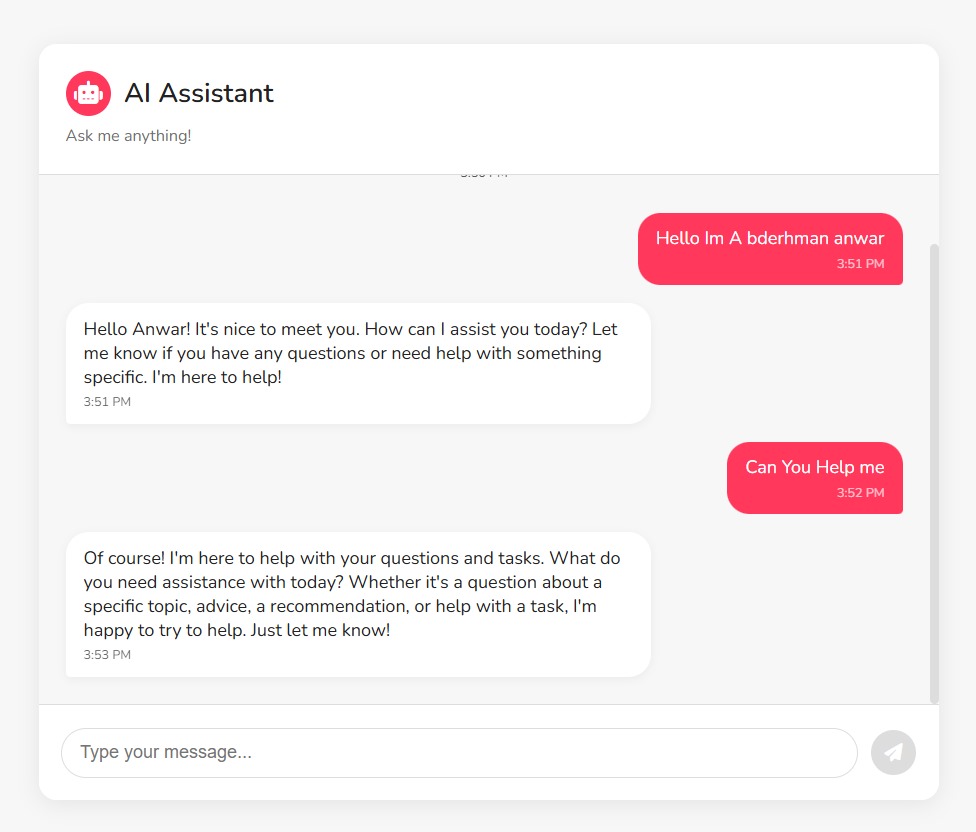 AI Assistant
Ask me anything!
Hello Im A bderhman anwar
3:51 PM
Hello Anwar! It's nice to meet you. How can I assist you today? Let
me know if you have any questions or need help with something
specific. I'm here to help!
3:51 PM
Can You Help me
3:52 PM
Of course! I'm here to help with your questions and tasks. What do
you need assistance with today? Whether it's a question about a
specific topic, advice, a recommendation, or help with a task, I'm
happy to try to help. Just let me know!
3:53 PM
Type your message...